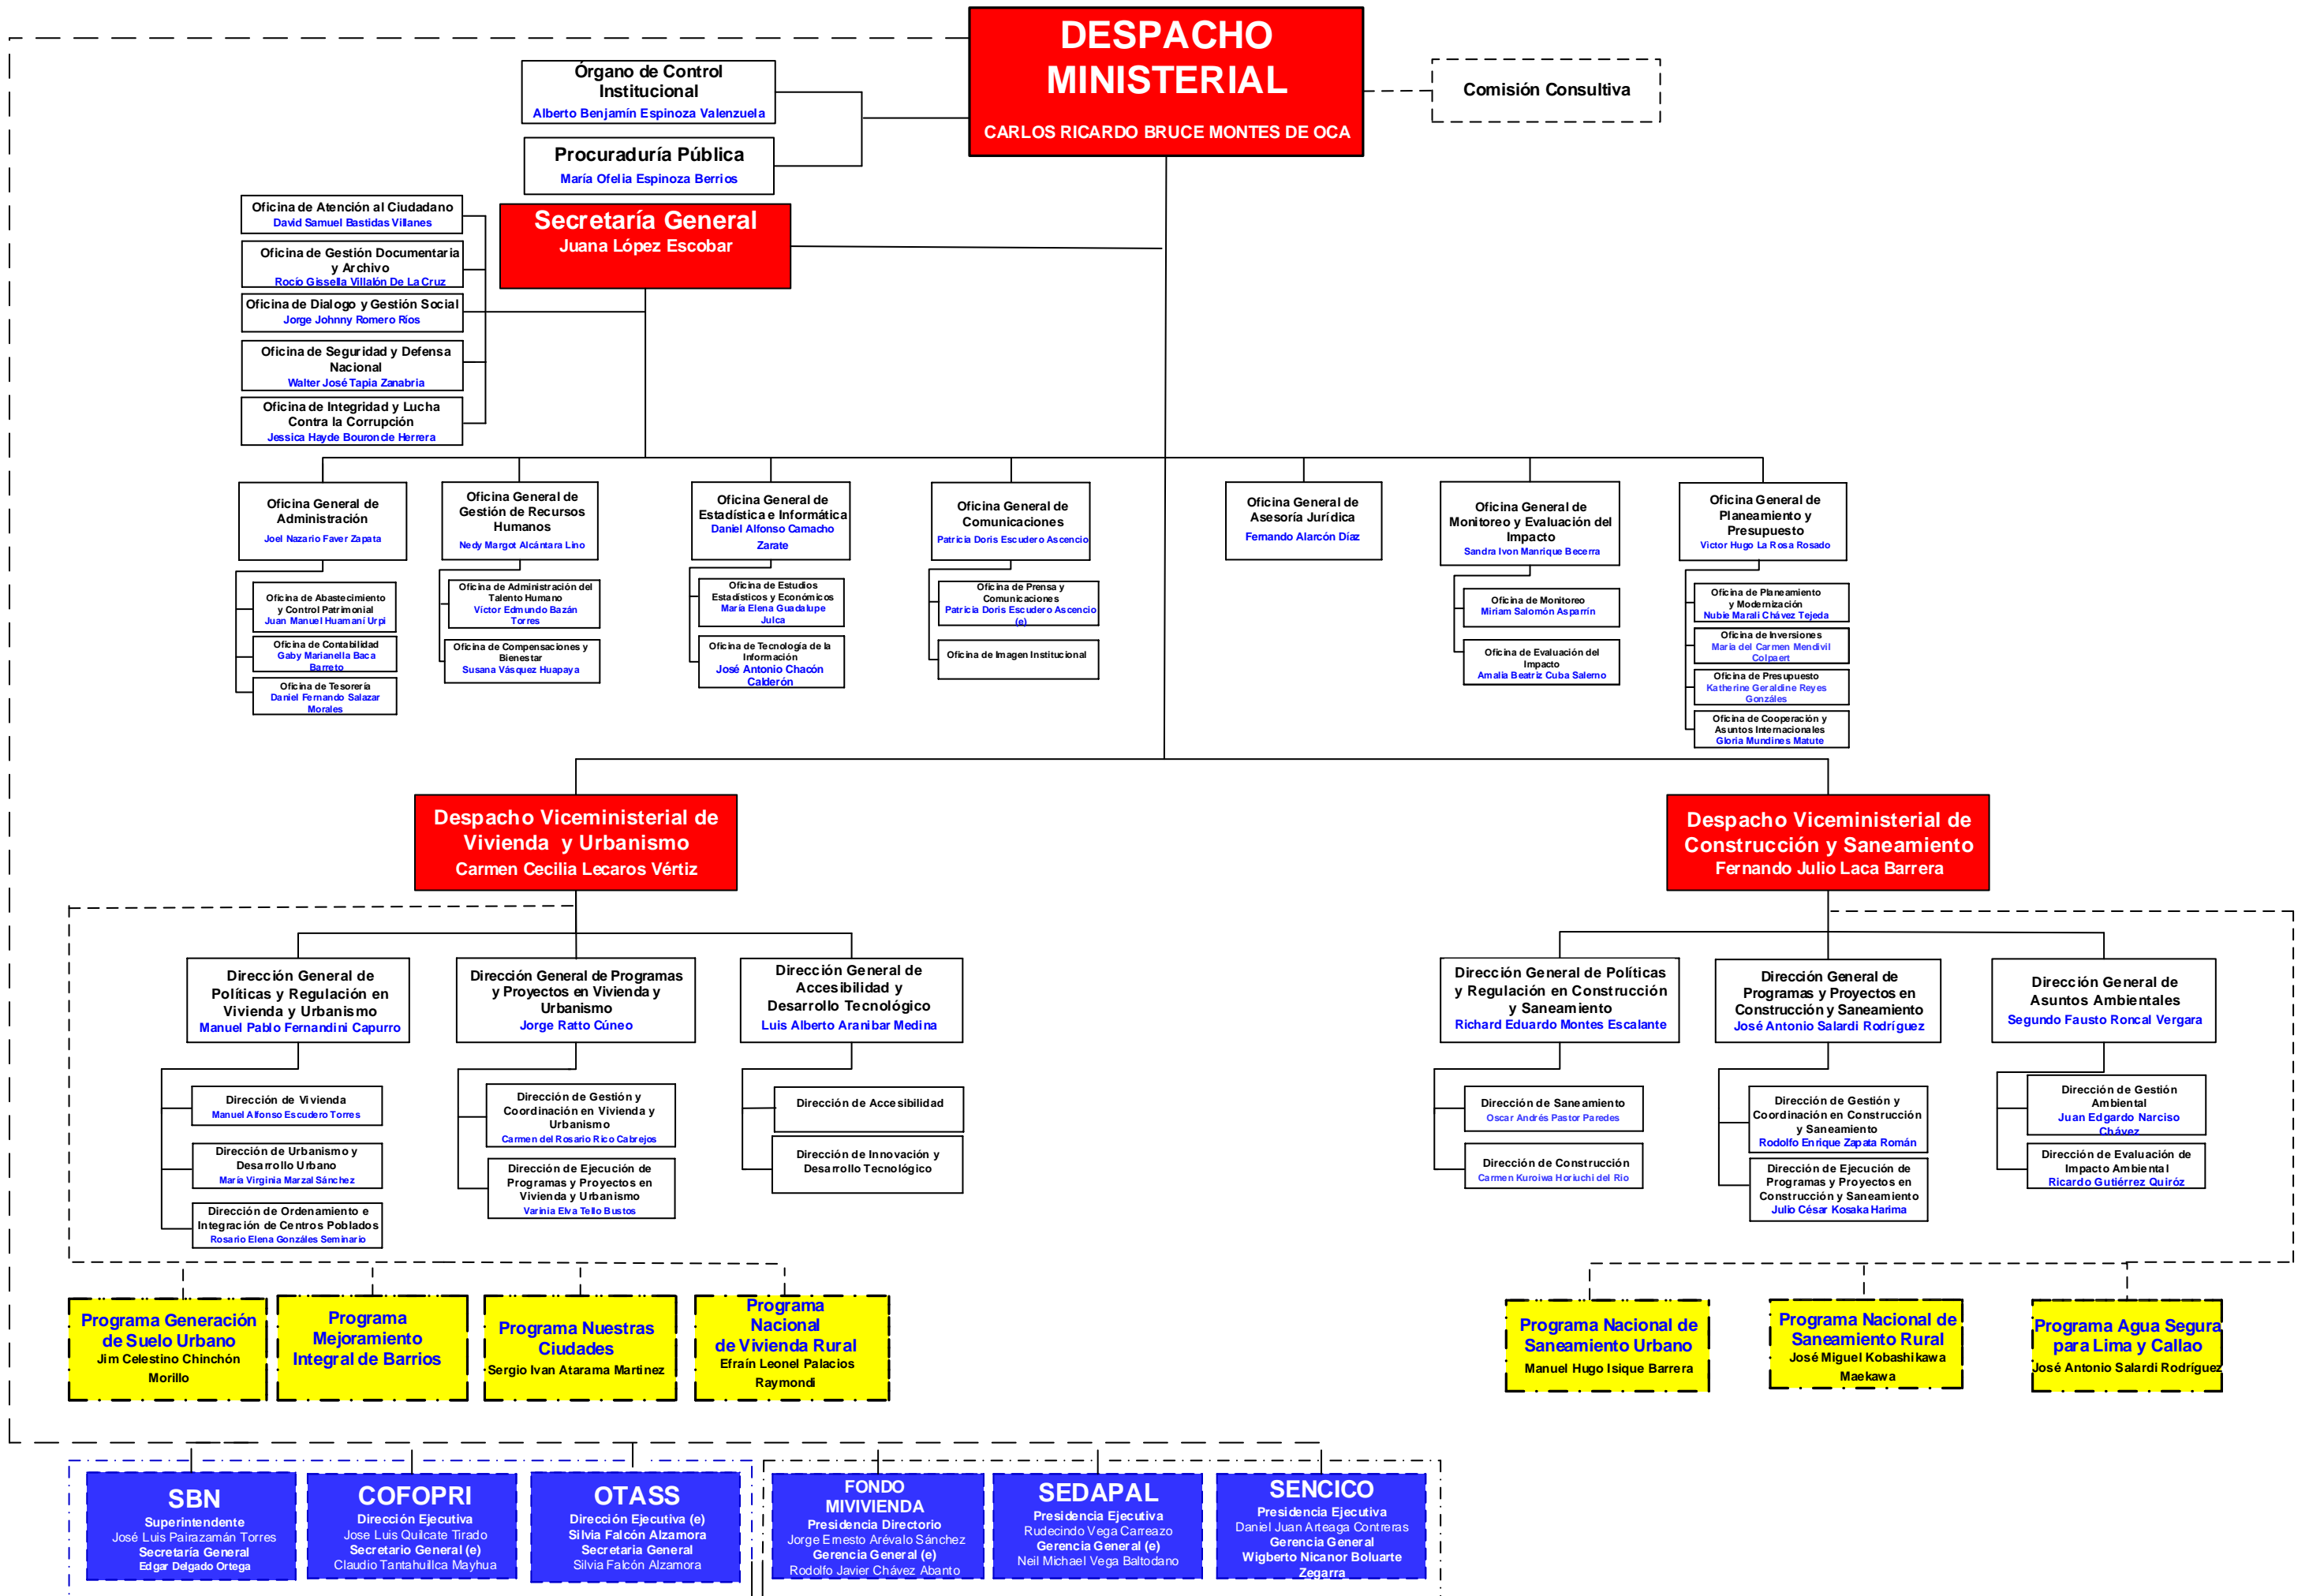 DESPACHO
MINISTERIAL
CARLOS RICARDO BRUCE MONTES DE OCA
Comisión Consultiva
Órgano de Control
Institucional
Alberto Benjamín Espinoza Valenzuela
Procuraduría Pública
María Ofelia Espinoza Berrios
Secretaría General
Juana López Escobar
Oficina de Atención al Ciudadano
David Samuel Bastidas Villanes
Oficina de Gestión Documentaria
y Archivo
Rocío Gissella Villalón De La Cruz
Oficina de Dialogo y Gestión Social
Jorge Johnny Romero Ríos
Oficina de Seguridad y Defensa
Nacional
Walter José Tapia Zanabria
Oficina de Integridad y Lucha
Contra la Corrupción
Jessica Hayde Bouroncle Herrera
Oficina General de
Administración
Joel Nazario Faver Zapata
Oficina de Abastecimiento
y Control Patrimonial
Juan Manuel Huamaní Urpi
Oficina de Contabilidad
Gaby Marianella Baca
Barreto
Oficina de Tesorería
Daniel Fernando Salazar
Morales
Oficina General de
Gestión de Recursos
Humanos
Nedy Margot Alcántara Lino
Oficina de Administración del
Talento Humano
Víctor Edmundo Bazán
Torres
Oficina de Compensaciones y
Bienestar
Susana Vásquez Huapaya
Oficina General de
Estadística e Informática
Daniel Alfonso Camacho
Zarate
Oficina de Estudios
Estadísticos y Económicos
María Elena Guadalupe
Julca
Oficina de Tecnología de la
Información
José Antonio Chacón
Calderón
Oficina General de
Comunicaciones
Patricia Doris Escudero Ascencio
Oficina de Prensa y
Comunicaciones
Patricia Doris Escudero Ascencio
(e)
Oficina de Imagen Institucional
Oficina General de
Asesoría Jurídica
Fernando Alarcón Díaz
Oficina General de
Monitoreo y Evaluación del
Impacto
Sandra Ivon Manrique Becerra
Oficina de Monitoreo
Miriam Salomón Asparrín
Oficina de Evaluación del
Impacto
Amalia Beatriz Cuba Salerno
Oficina General de
Planeamiento y
Presupuesto
Victor Hugo La Rosa Rosado
Oficina de Planeamiento
y Modernización
Nubie Marali Chávez Tejeda
Oficina de Inversiones
Maria del Carmen Mendivil
Colpaert
Oficina de Presupuesto
Katherine Geraldine Reyes
Gonzáles
Oficina de Cooperación y
Asuntos Internacionales
Gloria Mundines Matute
Despacho Viceministerial de
Vivienda y Urbanismo
Carmen Cecilia Lecaros Vértiz
Despacho Viceministerial de
Construcción y Saneamiento
Fernando Julio Laca Barrera
Dirección General de
Políticas y Regulación en
Vivienda y Urbanismo
Manuel Pablo Fernandini Capurro
Dirección de Vivienda
Manuel Alfonso Escudero Torres
Dirección de Urbanismo y
Desarrollo Urbano
María Virginia Marzal Sánchez
Dirección de Ordenamiento e
Integración de Centros Poblados
Rosario Elena Gonzáles Seminario
Dirección General de Programas
y Proyectos en Vivienda y
Urbanismo
Jorge Ratto Cúneo
Dirección de Gestión y
Coordinación en Vivienda y
Urbanismo
Carmen del Rosario Rico Cabrejos
Dirección de Ejecución de
Programas y Proyectos en
Vivienda y Urbanismo
Varinia Elva Tello Bustos
Dirección General de
Accesibilidad y
Desarrollo Tecnológico
Luis Alberto Aranibar Medina
Dirección de Accesibilidad
Dirección de Innovación y
Desarrollo Tecnológico
Dirección General de Políticas
y Regulación en Construcción
y Saneamiento
Richard Eduardo Montes Escalante
Dirección de Saneamiento
Oscar Andrés Pastor Paredes
Dirección de Construcción
Carmen Kuroiwa Horiuchi del Rio
Dirección General de
Programas y Proyectos en
Construcción y Saneamiento
José Antonio Salardi Rodríguez
Dirección de Gestión y
Coordinación en Construcción
y Saneamiento
Rodolfo Enrique Zapata Román
Dirección de Ejecución de
Programas y Proyectos en
Construcción y Saneamiento
Julio César Kosaka Harima
Dirección General de
Asuntos Ambientales
Segundo Fausto Roncal Vergara
Dirección de Gestión
Ambiental
Juan Edgardo Narciso
Chávez
Dirección de Evaluación de
Impacto Ambiental
Ricardo Gutiérrez Quiróz
Programa Generación
de Suelo Urbano
Jim Celestino Chinchón
Morillo
Programa
Mejoramiento
Integral de Barrios
Programa Nuestras
Ciudades
Sergio Ivan Atarama Martinez
Programa
Nacional
de Vivienda Rural
Efraín Leonel Palacios
Raymondi
Programa Nacional de
Saneamiento Urbano
Manuel Hugo Isique Barrera
Programa Nacional de
Saneamiento Rural
José Miguel Kobashikawa
Maekawa
Programa Agua Segura
para Lima y Callao
José Antonio Salardi Rodríguez
SBN
Superintendente
José Luis Pairazamán Torres
Secretaría General
Edgar Delgado Ortega
COFOPRI
Dirección Ejecutiva
Jose Luis Quilcate Tirado
Secretario General (e)
Claudio Tantahuillca Mayhua
OTASS
Dirección Ejecutiva (e)
Silvia Falcón Alzamora
Secretaria General
Silvia Falcón Alzamora
FONDO
MIVIVIENDA
Presidencia Directorio
Jorge Ernesto Arévalo Sánchez
Gerencia General (e)
Rodolfo Javier Chávez Abanto
SEDAPAL
Presidencia Ejecutiva
Rudecindo Vega Carreazo
Gerencia General (e)
Neil Michael Vega Baltodano
SENCICO
Presidencia Ejecutiva
Daniel Juan Arteaga Contreras
Gerencia General
Wigberto Nicanor Boluarte
Zegarra